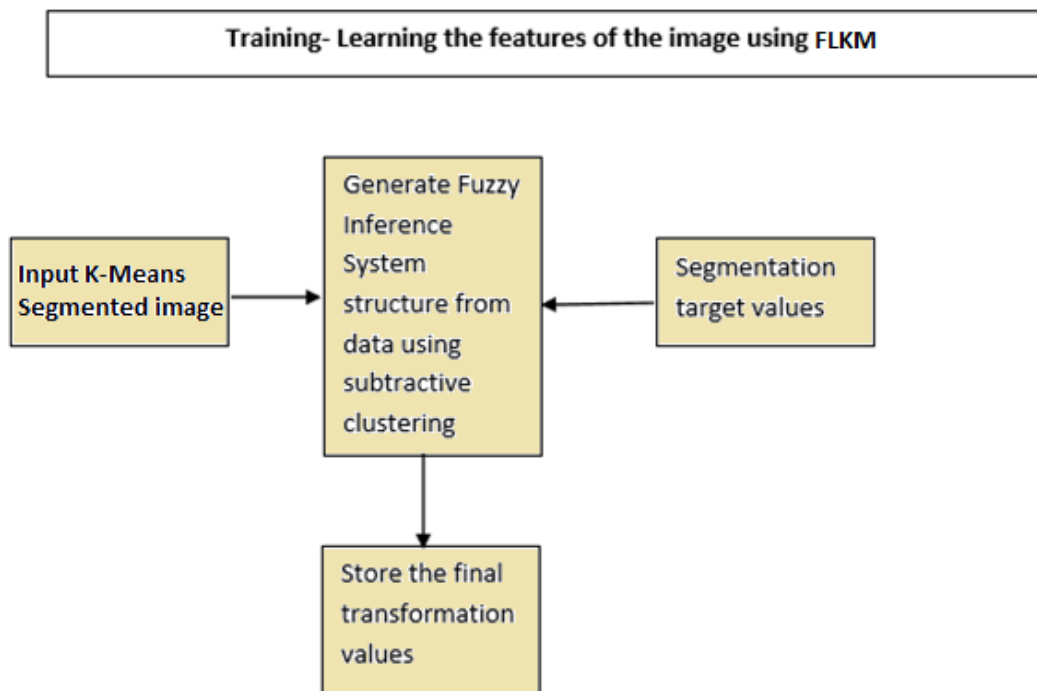 Training- Learning the features of the image using FLKM
Generate Fuzzy
Inference
System
structure from
data using
subtractive
clustering
Input K-Means
Segmented image
Segmentation
target values
Store the final
transformation
values